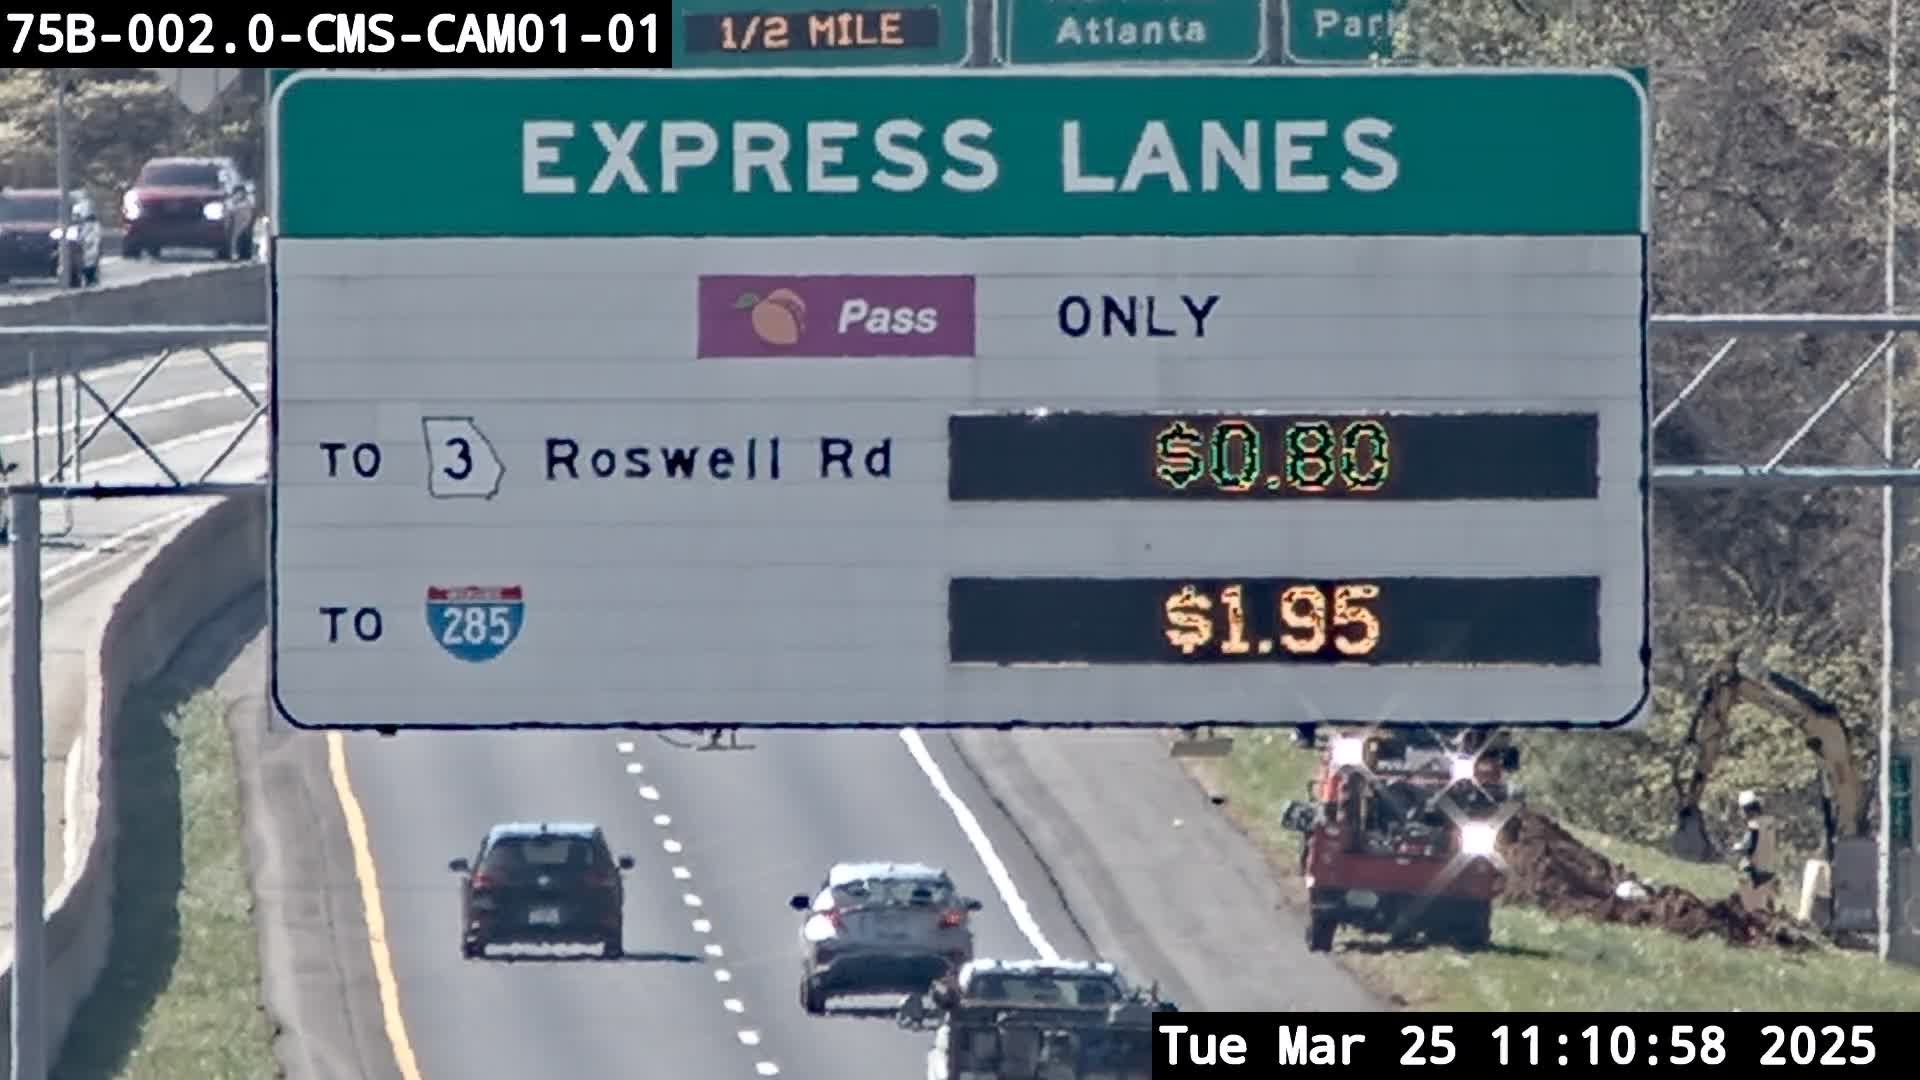 75B-002.0-CMS-CAM01-01
1/2 MILE
Atlanta
EXPRESS LANES
Pass ONLY
TO 3 Roswell Rd $0.80
TO 285 $1.95
Tue Mar 25 11:10:58 2025